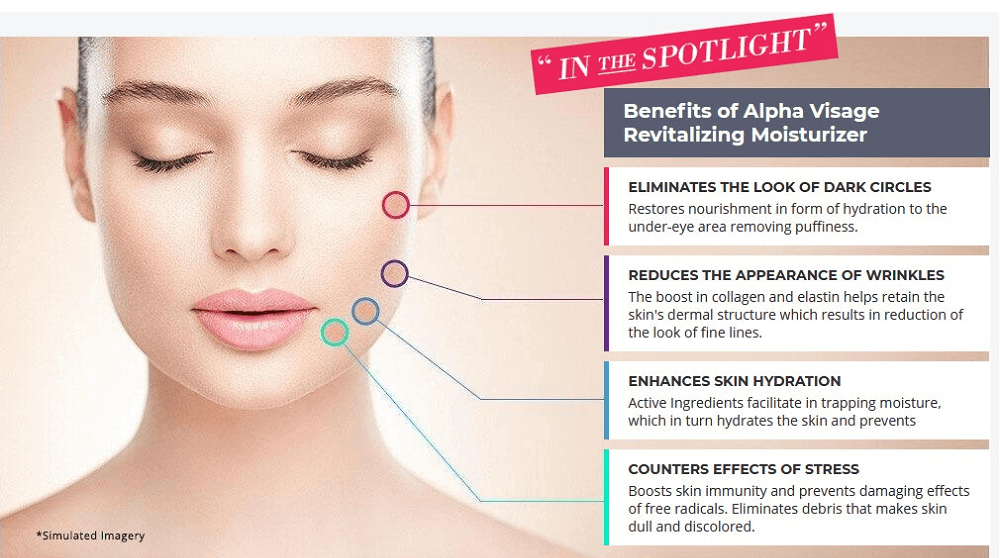 “ IN THE SPOTLIGHT”
Benefits of Alpha Visage
Revitalizing Moisturizer
ELIMINATES THE LOOK OF DARK CIRCLES
Restores nourishment in form of hydration to the
under-eye area removing puffiness.
REDUCES THE APPEARANCE OF WRINKLES
The boost in collagen and elastin helps retain the
skin's dermal structure which results in reduction of
the look of fine lines.
ENHANCES SKIN HYDRATION
Active Ingredients facilitate in trapping moisture,
which in turn hydrates the skin and prevents
COUNTERS EFFECTS OF STRESS
Boosts skin immunity and prevents damaging effects
of free radicals. Eliminates debris that makes skin
dull and discolored.
*Simulated Imagery